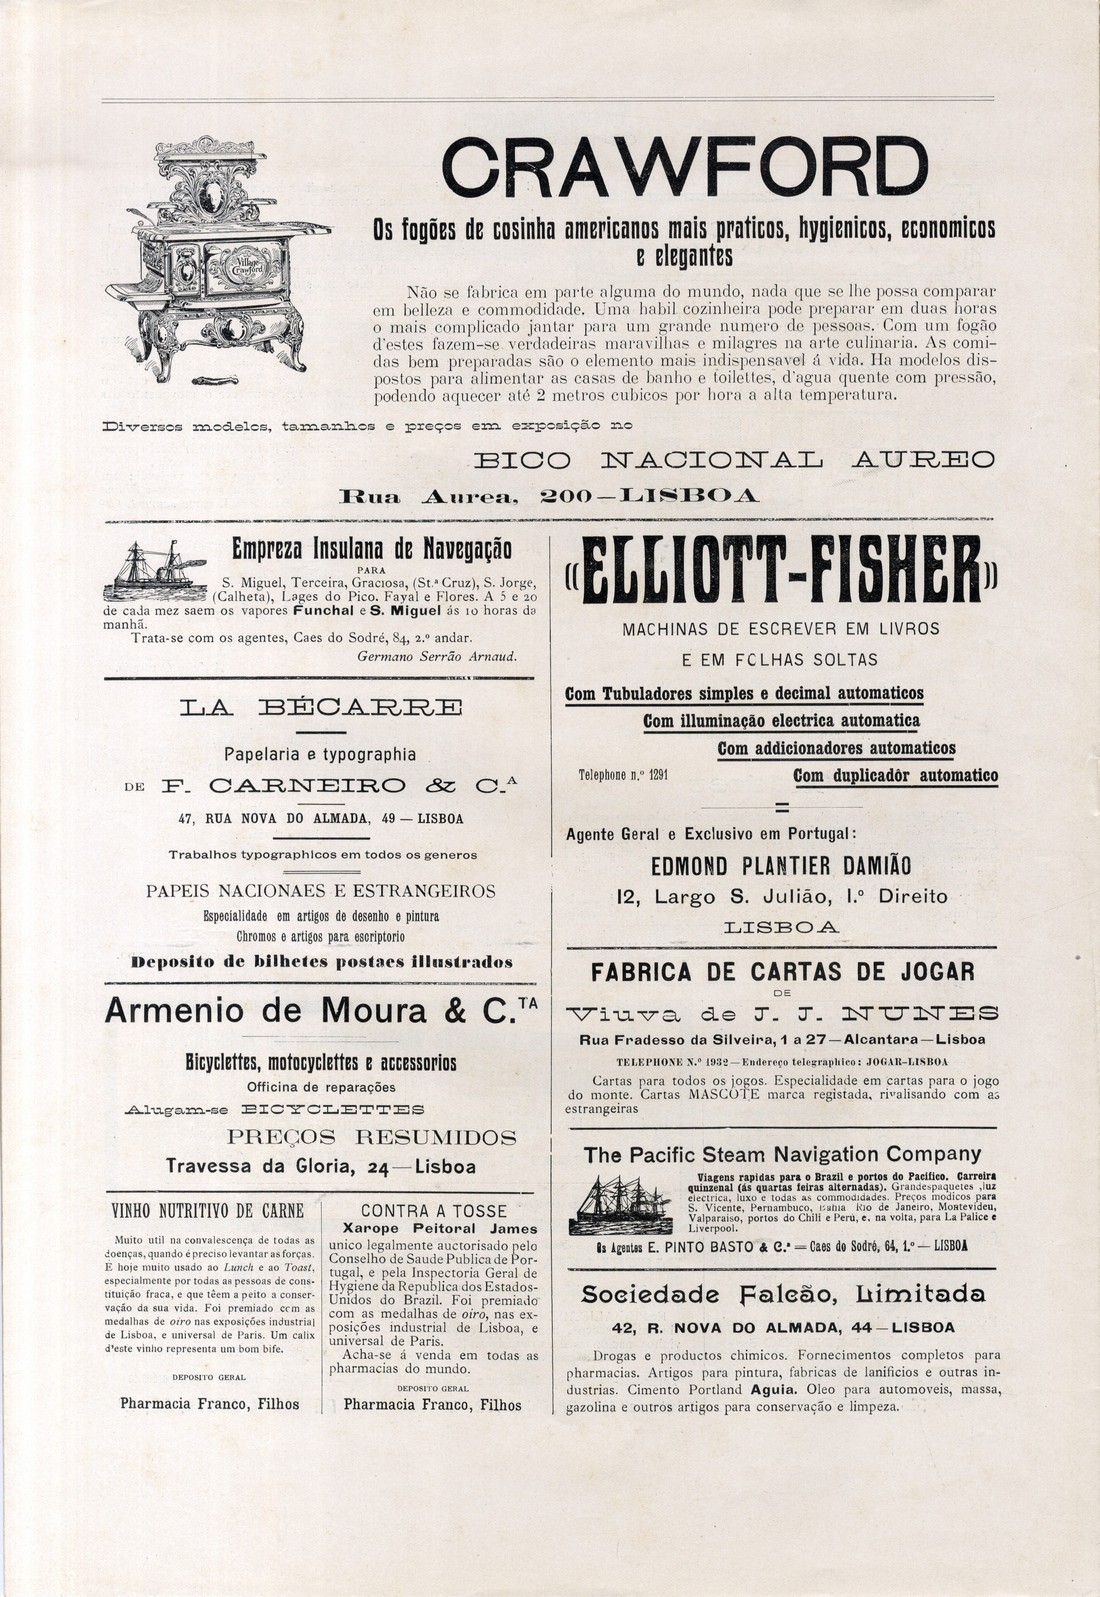 CRAWFORD
Os fogões de cosinha americanos mais praticos, hygienicos, economicos
e elegantes
Village
Crawford
Não se fabrica em parte alguma do mundo, nada que se lhe possa comparar
em belleza e commodidade. Uma habil cozinheira pode preparar em duas horas
o mais complicado jantar para um grande numero de pessoas. Com um fogão
d'estes fazem-se verdadeiras maravilhas e milagres na arte culinaria. As comi-
das bem preparadas são o elemento mais indispensavel á vida. Ha modelos dis-
postos para alimentar as casas de banho e toilettes, d'agua quente com pressão,
podendo aquecer até 2 metros cubicos por hora a alta temperatura.
Diversos modelos, tamanhos e preços em exposição no
BICO NACIONAL AUREO
Rua Aurea, 200—LISBOA
Empreza Insulana de Navegação
PARA
S. Miguel, Terceira, Graciosa, (St.ª Cruz), S. Jorge,
(Calheta), Lages do Pico. Fayal e Flores. A 5 e 20
de cada mez saem os vapores Funchal e S. Miguel ás 10 horas da
manhã.
Trata-se com os agentes, Caes do Sodré, 84, 2.º andar.
Germano Serrão Arnaud.
LA BÉCARRE
Papelaria e typographia
DE F. CARNEIRO & C.A
47, RUA NOVA DO ALMADA, 49 — LISBOA
Trabalhos typographicos em todos os generos
PAPEIS NACIONAES E ESTRANGEIROS
Especialidade em artigos de desenho e pintura
Chromos e artigos para escriptorio
Deposito de bilhetes postaes illustrados
Armenio de Moura & C.TA
Bicyclettes, motocyclettes e accessorios
Officina de reparações
Alugam-se BICYCLETTES
PREÇOS RESUMIDOS
Travessa da Gloria, 24—Lisboa
VINHO NUTRITIVO DE CARNE
Muito util na convalescença de todas as
doenças, quando é preciso levantar as forças.
E hoje muito usado ao Lunch e ao Toast,
especialmente por todas as pessoas de cons-
tituição fraca, e que têem a peito a conser-
vação da sua vida. Foi premiado com as
medalhas de oiro nas exposições industrial
de Lisboa, e universal de Paris. Um calix
d'este vinho representa um bom bife.
DEPOSITO GERAL
Pharmacia Franco, Filhos
CONTRA A TOSSE
Xarope Peitoral James
unico legalmente auctorisado pelo
Conselho de Saude Publica de Por-
tugal, e pela Inspectoria Geral de
Hygiene da Republica dos Estados-
Unidos do Brazil. Foi premiado
com as medalhas de oiro, nas ex-
posições industrial de Lisboa, e
universal de Paris.
Acha-se á venda em todas as
pharmacias do mundo.
DEPOSITO GERAL
Pharmacia Franco, Filhos
«ELLIOTT-FISHER»
MACHINAS DE ESCREVER EM LIVROS
E EM FOLHAS SOLTAS
Com Tubuladores simples e decimal automaticos
Com illuminação electrica automatica
Com addicionadores automaticos
Telephone n.º 1291
Com duplicadôr automatico
Agente Geral e Exclusivo em Portugal:
EDMOND PLANTIER DAMIÃO
12, Largo S. Julião, 1.º Direito
LISBOA
FABRICA DE CARTAS DE JOGAR
DE
Viuva de J. J. NUNES
Rua Fradesso da Silveira, 1 a 27—Alcantara—Lisboa
TELEPHONE N.º 1932—Endereço telegraphico: JOGAR-LISBOA
Cartas para todos os jogos. Especialidade em cartas para o jogo
do monte. Cartas MASCOTE marca registada, rivalisando com as
estrangeiras
The Pacific Steam Navigation Company
Viagens rapidas para o Brazil e portos do Pacifico. Carreira
quinzenal (ás quartas feiras alternadas). Grandes paquetes, luz
electrica, luxo e todas as commodidades. Preços modicos para
S. Vicente, Pernambuco, Bahia Rio de Janeiro, Montevideu,
Valparaiso, portos do Chili e Perú, e. na volta, para La Palice e
Liverpool.
Os Agentes E. PINTO BASTO & C.ª = Caes do Sodré, 64, 1.º — LISBOA
Sociedade Falcão, Limitada
42, R. NOVA DO ALMADA, 44—LISBOA
Drogas e productos chimicos. Fornecimentos completos para
pharmacias. Artigos para pintura, fabricas de lanificios e outras in-
dustrias. Cimento Portland Aguia. Oleo para automoveis, massa,
gazolina e outros artigos para conservação e limpeza.